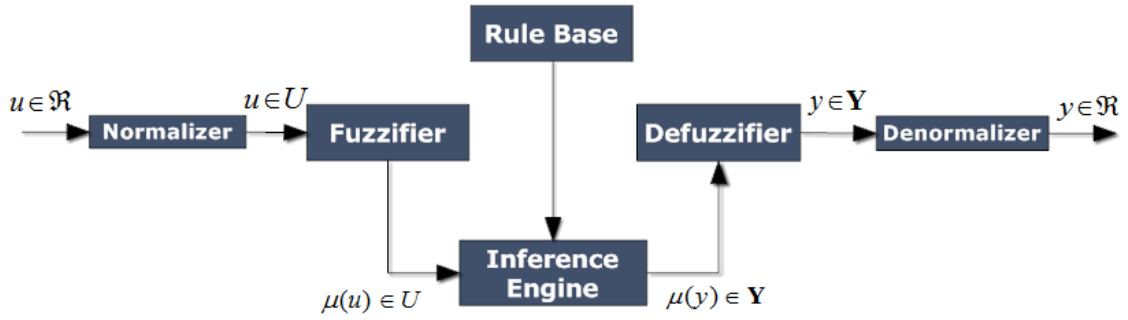 Rule Base
u ∈ ℜ
u ∈ U
y ∈ Y
y ∈ ℜ
Normalizer
Fuzzifier
Defuzzifier
Denormalizer
Inference
Engine
μ(u) ∈ U
μ(y) ∈ Y